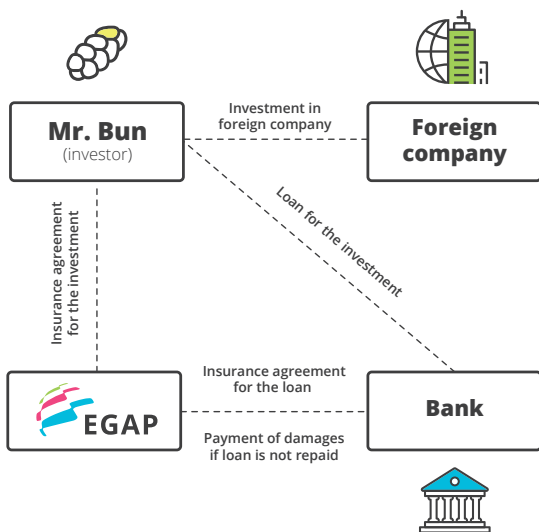 Mr. Bun
(investor)
Investment in
foreign company
Foreign
company
Loan for the investment
Insurance agreement
for the investment
EGAP
Insurance agreement
for the loan
Payment of damages
if loan is not repaid
Bank